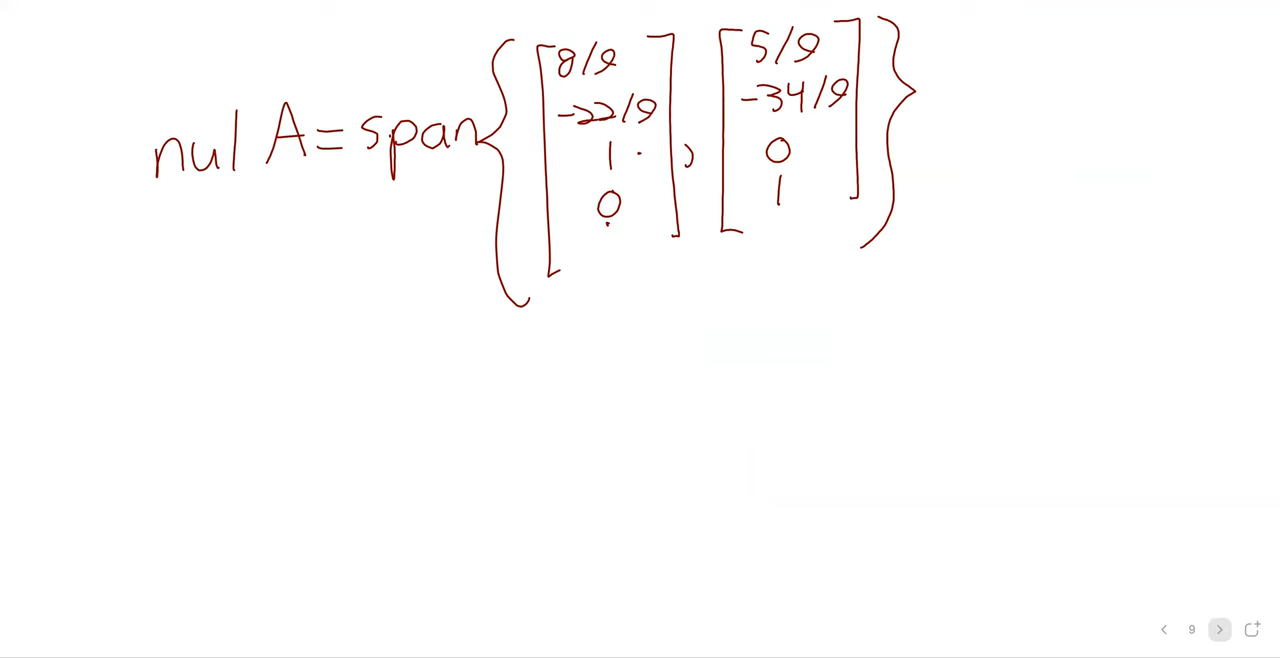 nul A = span { [ 8/9 -22/9 1 0 ] , [ 5/9 -34/9 0 1 ] }
9